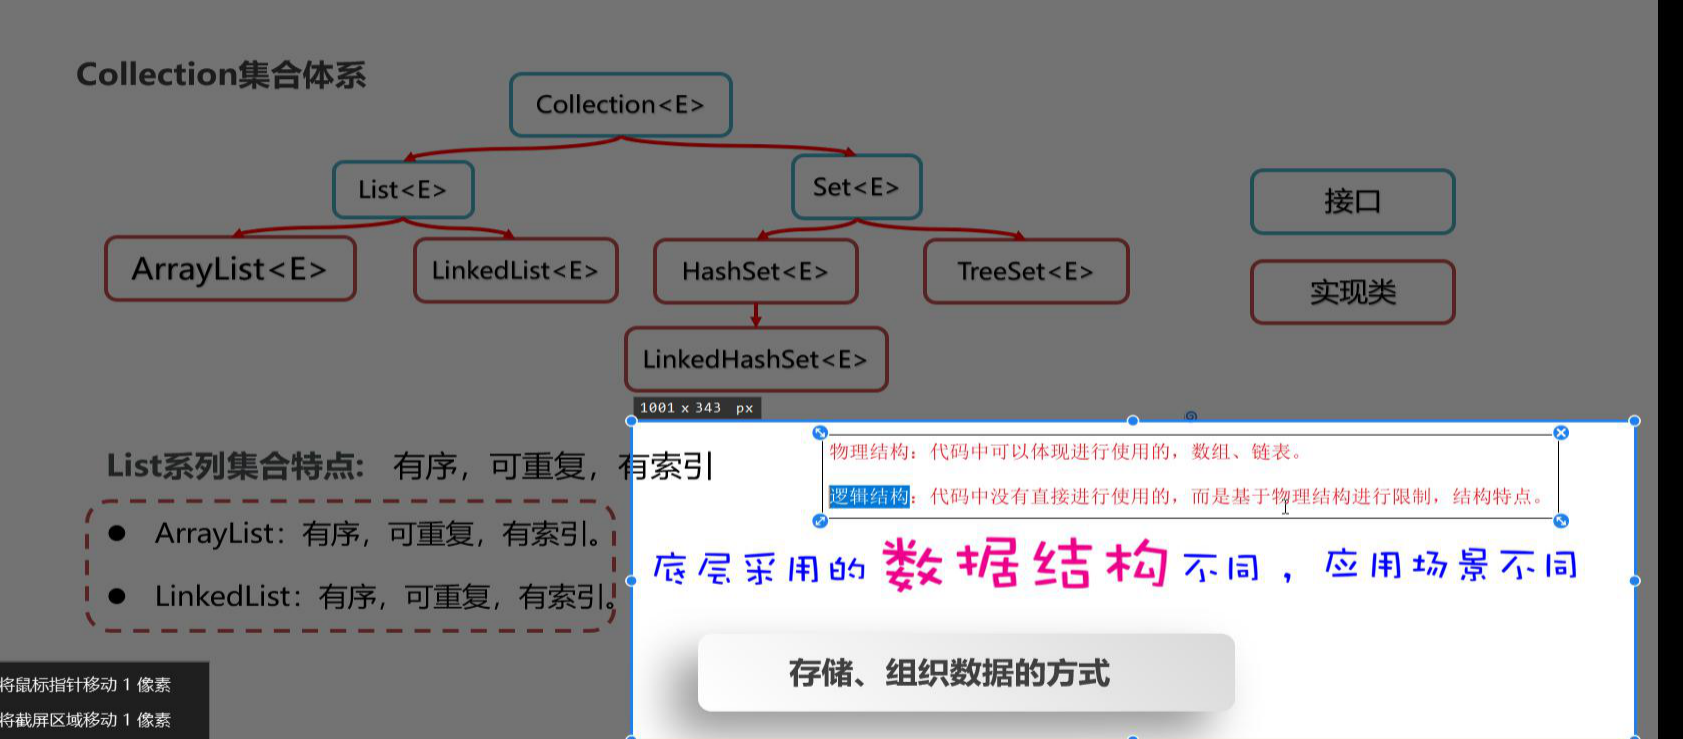 Collection集合体系
Collection<E>
List<E>
Set<E>
接口
ArrayList<E>
LinkedList<E>
HashSet<E>
TreeSet<E>
实现类
LinkedHashSet<E>
1001 x 343 px
物理结构：代码中可以体现进行使用的，数组、链表。
List系列集合特点：有序，可重复，有索引
逻辑结构：代码中没有直接进行使用的，而是基于物理结构进行限制，结构特点。
ArrayList：有序，可重复，有索引。
底层采用的数据结构不同，应用场景不同
LinkedList：有序，可重复，有索引。
存储、组织数据的方式
将鼠标指针移动 1 像素
将截屏区域移动 1 像素